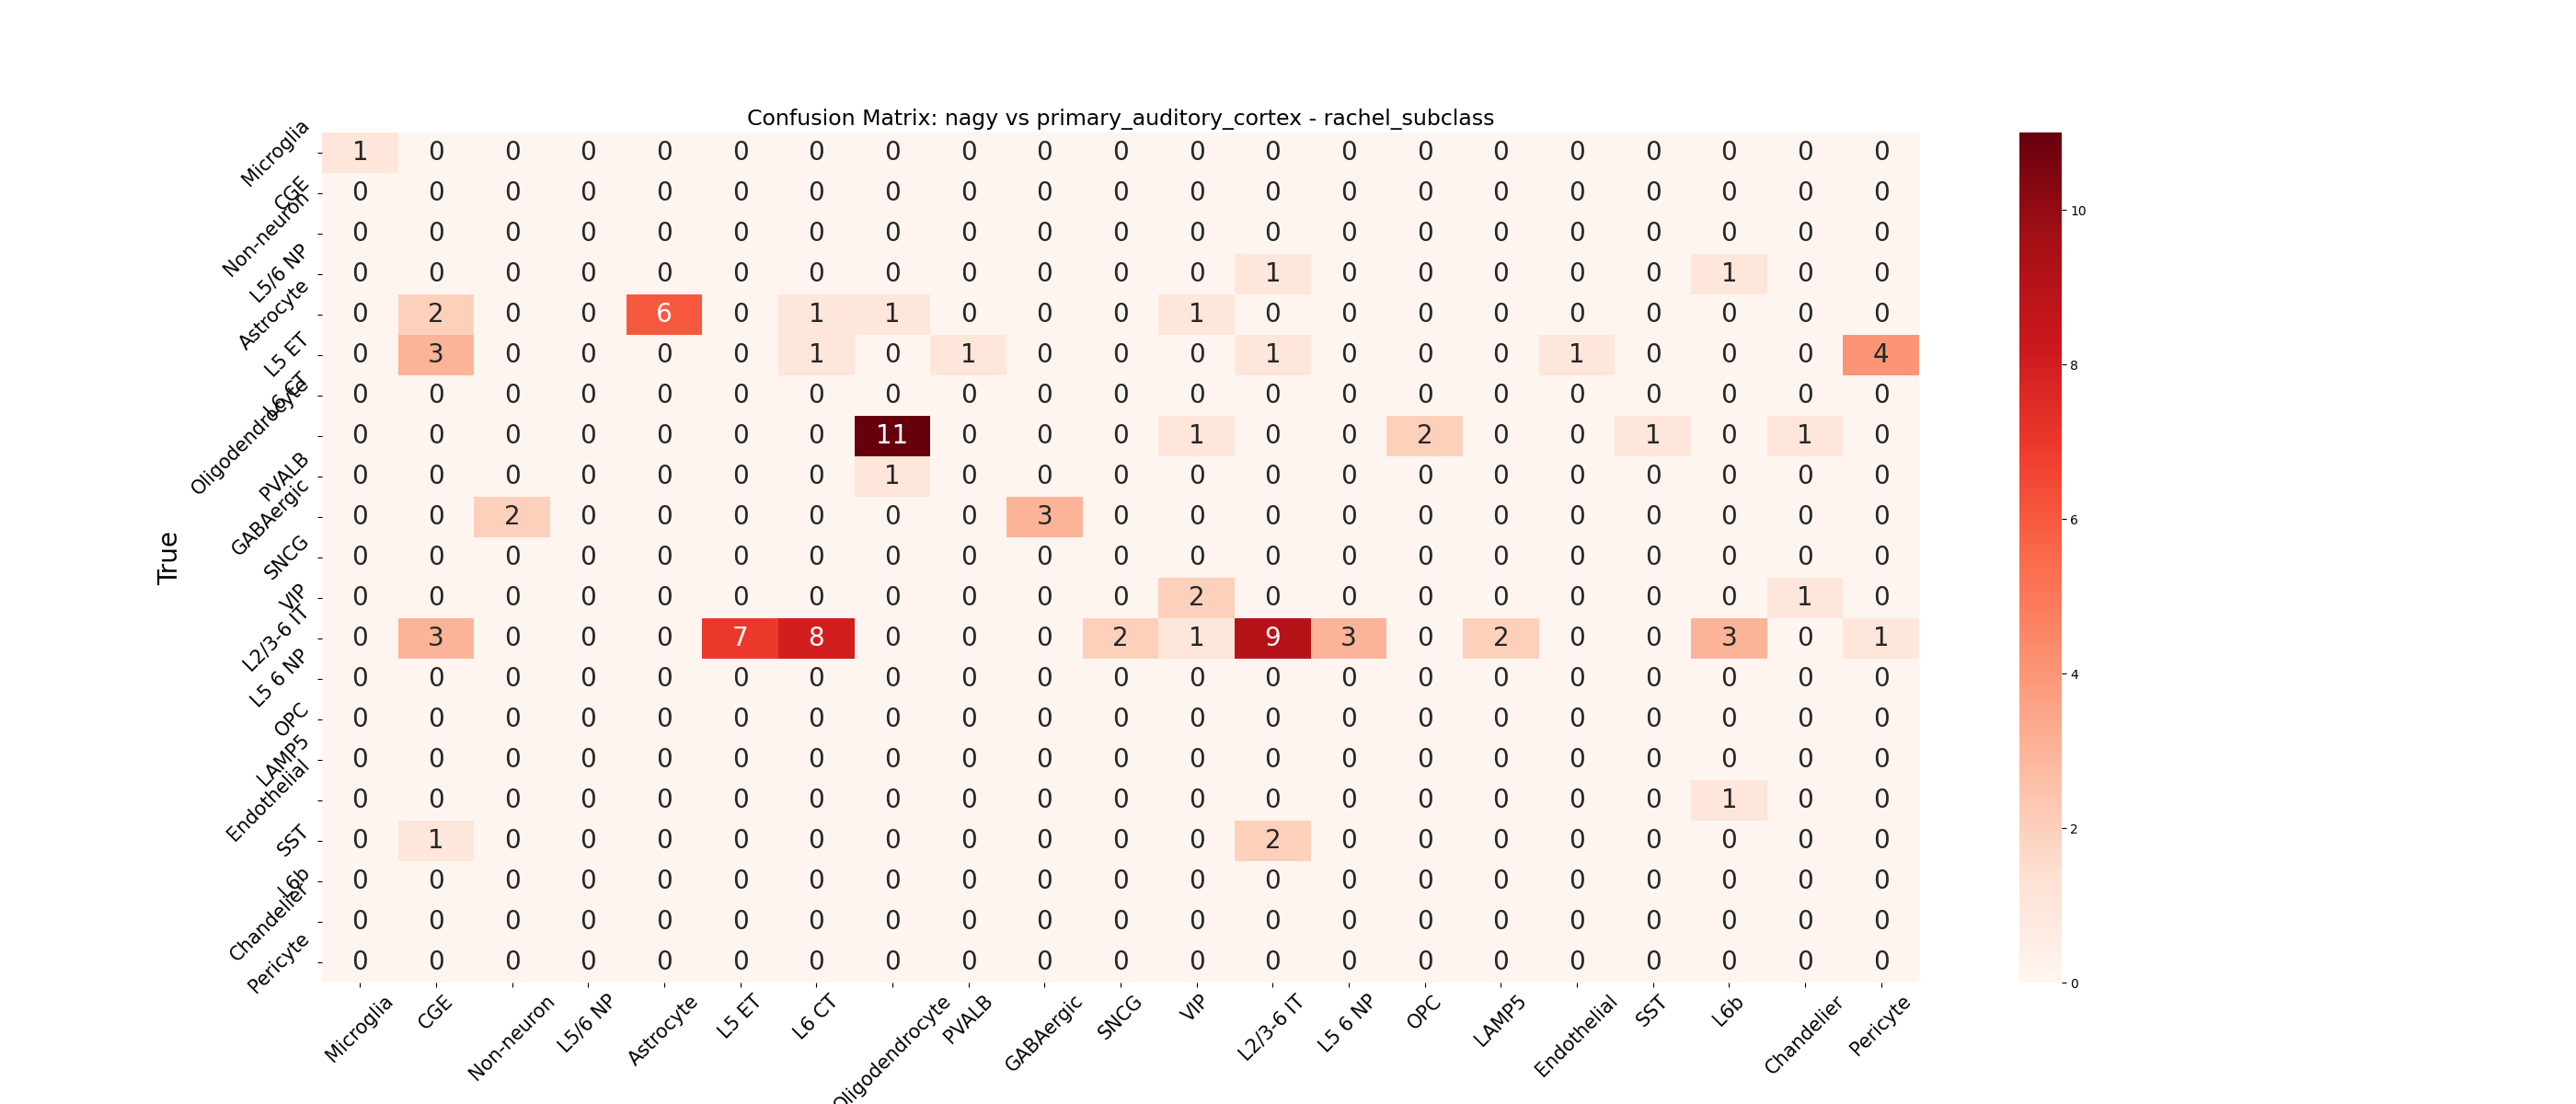 Confusion Matrix: nagy vs primary_auditory_cortex - rachel_subclass
True
Microglia 1 0 0 0 0 0 0 0 0 0 0 0 0 0 0 0 0 0 0 0 0
CGE 0 0 0 0 0 0 0 0 0 0 0 0 0 0 0 0 0 0 0 0 0
Non-neuron 0 0 0 0 0 0 0 0 0 0 0 0 0 0 0 0 0 0 0 0 0
L5/6 NP 0 0 0 0 0 0 0 0 0 0 0 0 1 0 0 0 0 0 1 0 0
Astrocyte 0 2 0 0 6 0 1 1 0 0 0 1 0 0 0 0 0 0 0 0 0
L5 ET 0 3 0 0 0 0 1 0 1 0 0 0 1 0 0 0 1 0 0 0 4
L6 CT 0 0 0 0 0 0 0 0 0 0 0 0 0 0 0 0 0 0 0 0 0
Oligodendrocyte 0 0 0 0 0 0 0 11 0 0 0 1 0 0 2 0 0 1 0 1 0
PVALB 0 0 0 0 0 0 0 1 0 0 0 0 0 0 0 0 0 0 0 0 0
GABAergic 0 0 2 0 0 0 0 0 0 3 0 0 0 0 0 0 0 0 0 0 0
SNCG 0 0 0 0 0 0 0 0 0 0 0 0 0 0 0 0 0 0 0 0 0
VIP 0 0 0 0 0 0 0 0 0 0 0 2 0 0 0 0 0 0 0 1 0
L2/3-6 IT 0 3 0 0 0 7 8 0 0 0 2 1 9 3 0 2 0 0 3 0 1
L5 6 NP 0 0 0 0 0 0 0 0 0 0 0 0 0 0 0 0 0 0 0 0 0
OPC 0 0 0 0 0 0 0 0 0 0 0 0 0 0 0 0 0 0 0 0 0
LAMP5 0 0 0 0 0 0 0 0 0 0 0 0 0 0 0 0 0 0 0 0 0
Endothelial 0 0 0 0 0 0 0 0 0 0 0 0 0 0 0 0 0 0 1 0 0
SST 0 1 0 0 0 0 0 0 0 0 0 0 2 0 0 0 0 0 0 0 0
L6b 0 0 0 0 0 0 0 0 0 0 0 0 0 0 0 0 0 0 0 0 0
Chandelier 0 0 0 0 0 0 0 0 0 0 0 0 0 0 0 0 0 0 0 0 0
Pericyte 0 0 0 0 0 0 0 0 0 0 0 0 0 0 0 0 0 0 0 0 0
Microglia CGE Non-neuron L5/6 NP Astrocyte L5 ET L6 CT Oligodendrocyte PVALB GABAergic SNCG VIP L2/3-6 IT L5 6 NP OPC LAMP5 Endothelial SST L6b Chandelier Pericyte
10
8
6
4
2
0